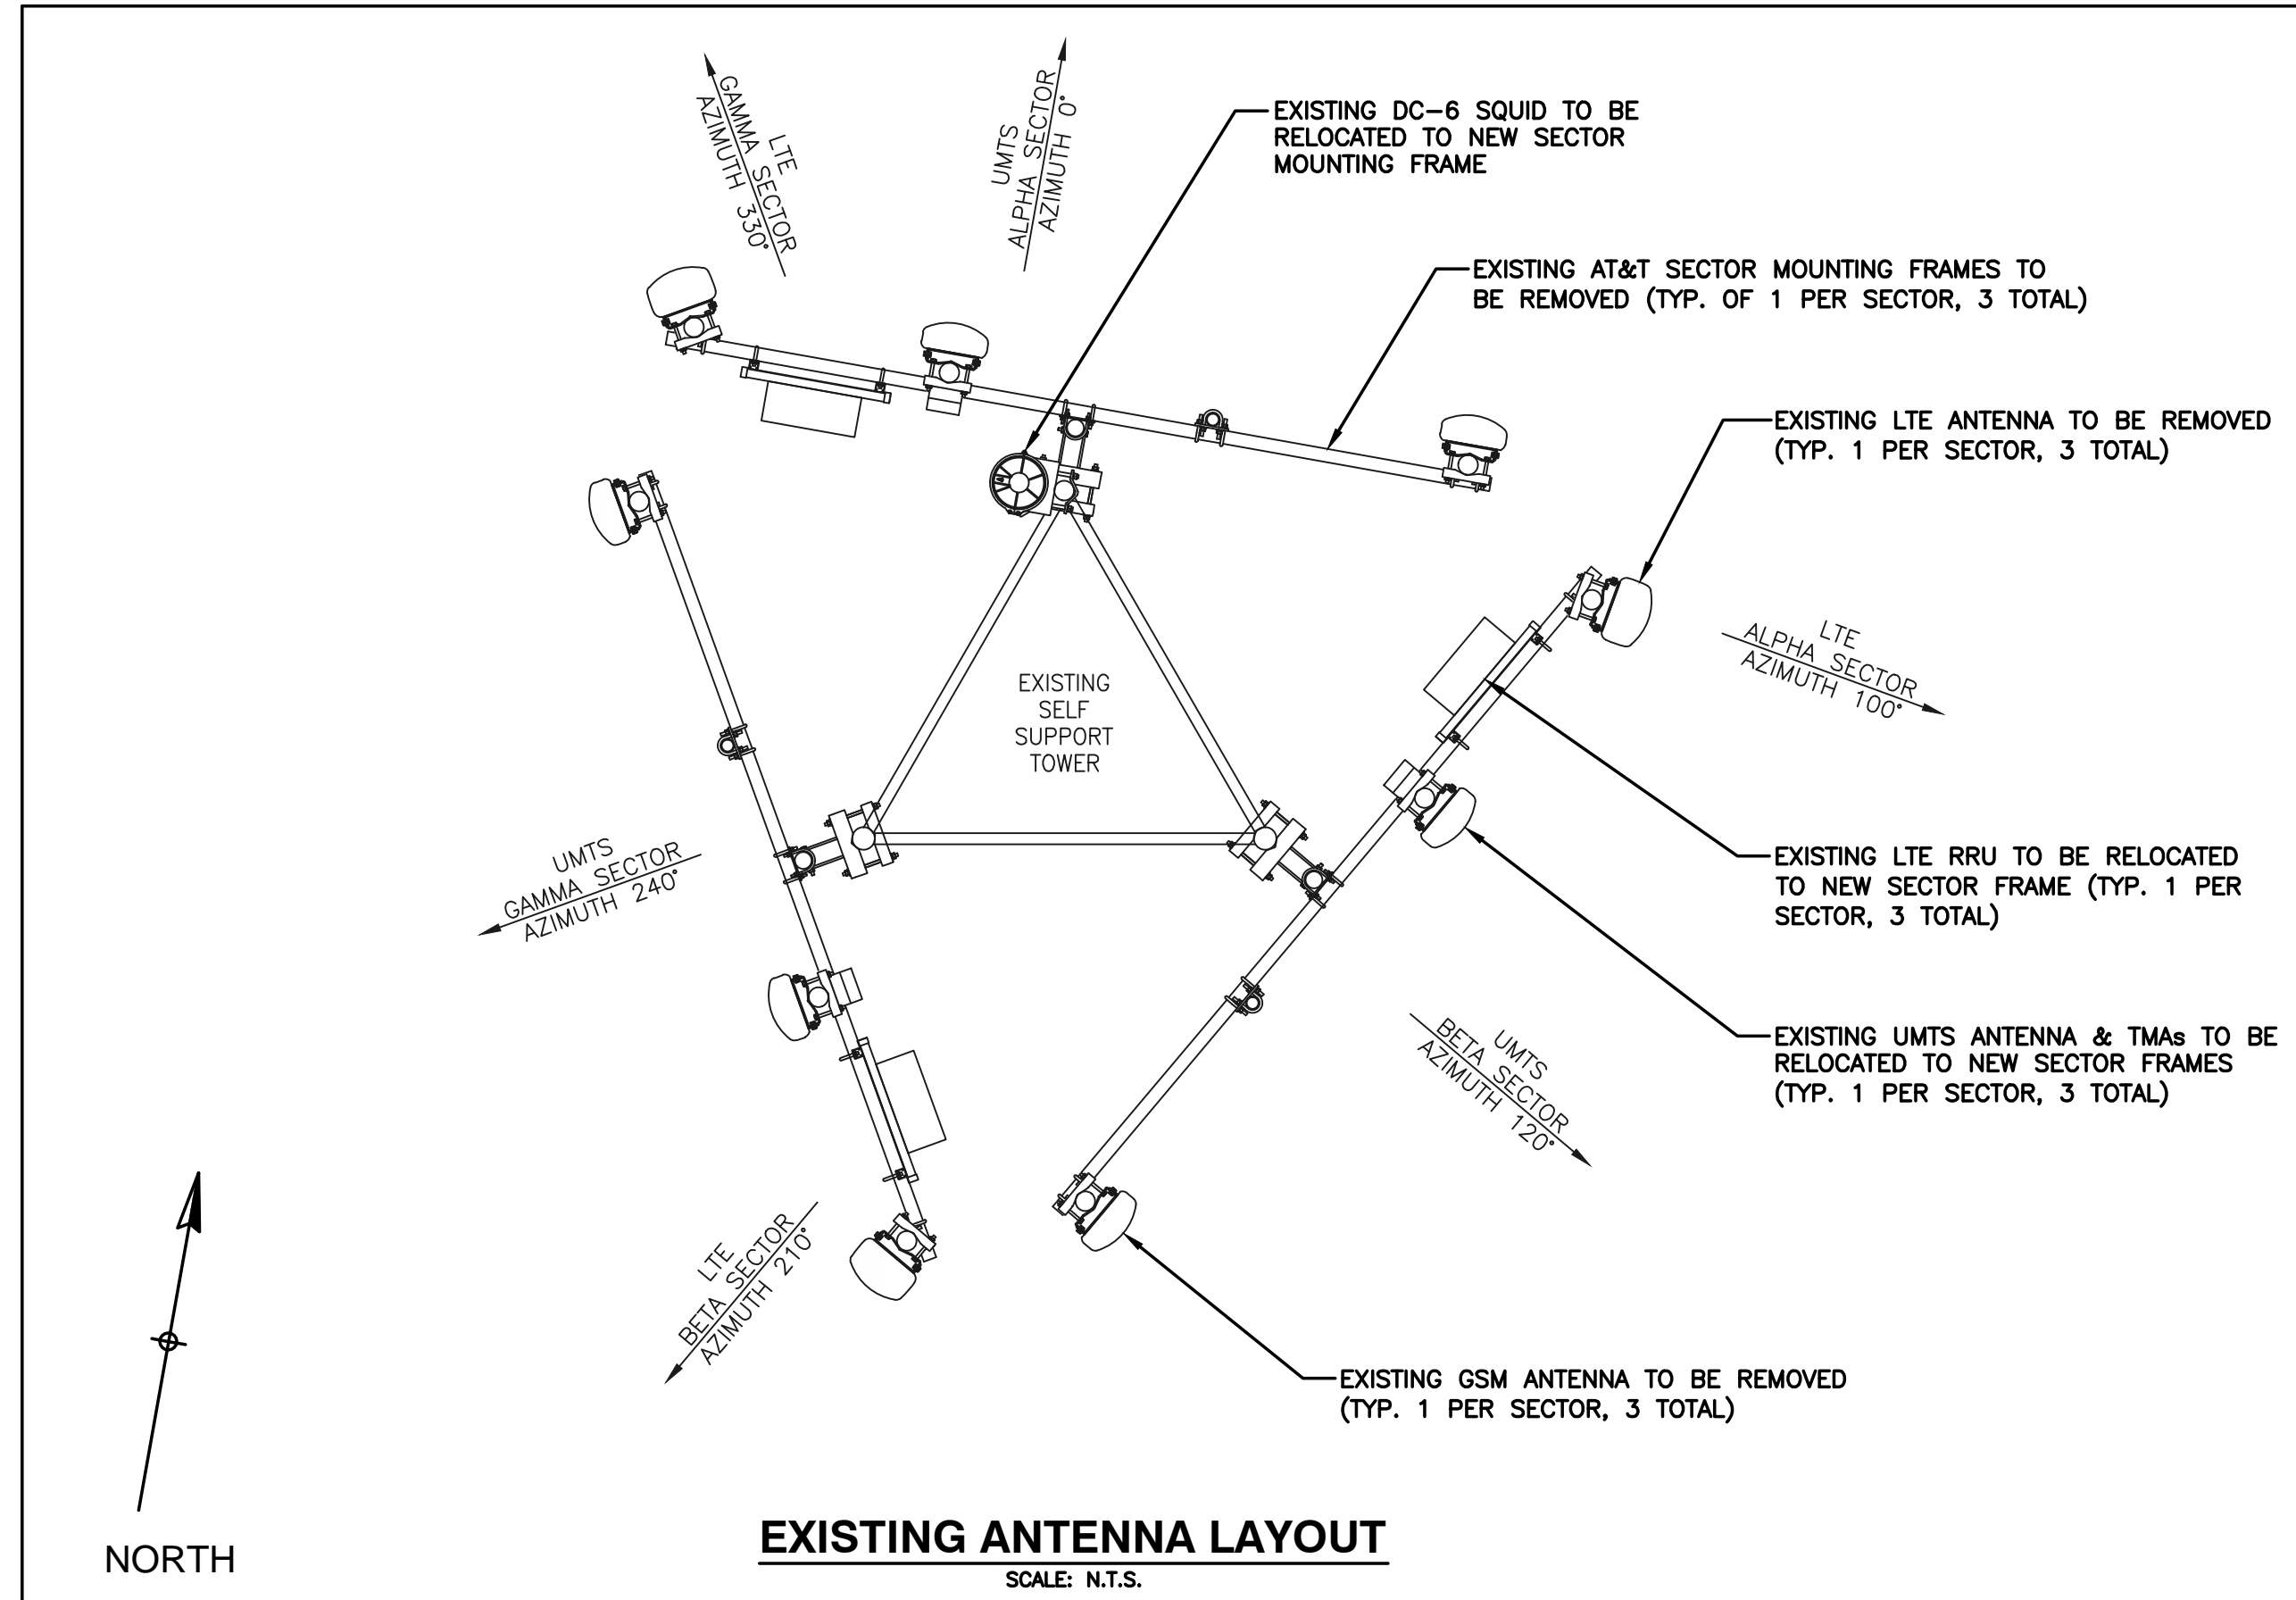 LTE
GAMMA SECTOR
AZIMUTH 330°
UMTS
ALPHA SECTOR
AZIMUTH 0°
EXISTING DC-6 SQUID TO BE
RELOCATED TO NEW SECTOR
MOUNTING FRAME
EXISTING AT&T SECTOR MOUNTING FRAMES TO
BE REMOVED (TYP. OF 1 PER SECTOR, 3 TOTAL)
EXISTING LTE ANTENNA TO BE REMOVED
(TYP. 1 PER SECTOR, 3 TOTAL)
LTE
ALPHA SECTOR
AZIMUTH 100°
EXISTING
SELF
SUPPORT
TOWER
UMTS
GAMMA SECTOR
AZIMUTH 240°
EXISTING LTE RRU TO BE RELOCATED
TO NEW SECTOR FRAME (TYP. 1 PER
SECTOR, 3 TOTAL)
UMTS
BETA SECTOR
AZIMUTH 120°
EXISTING UMTS ANTENNA & TMAs TO BE
RELOCATED TO NEW SECTOR FRAMES
(TYP. 1 PER SECTOR, 3 TOTAL)
LTE
BETA SECTOR
AZIMUTH 210°
EXISTING GSM ANTENNA TO BE REMOVED
(TYP. 1 PER SECTOR, 3 TOTAL)
NORTH
EXISTING ANTENNA LAYOUT
SCALE: N.T.S.